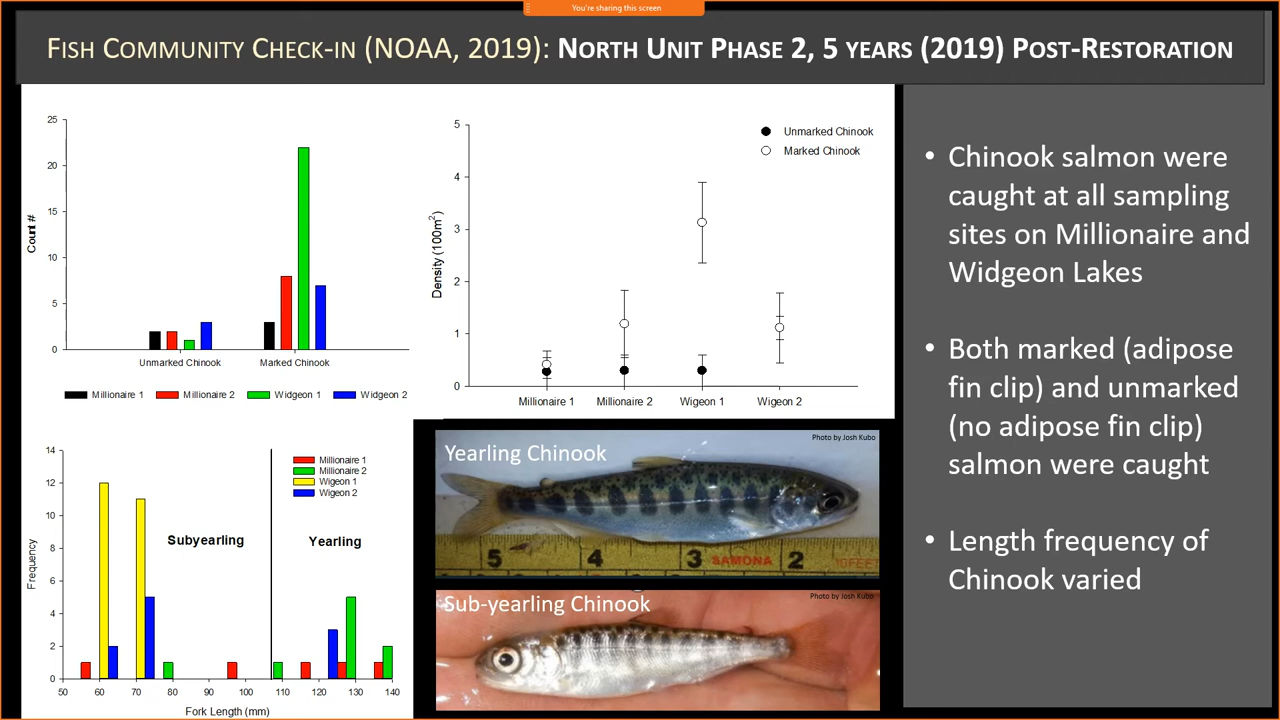 You're sharing this screen
FISH COMMUNITY CHECK-IN (NOAA, 2019): NORTH UNIT PHASE 2, 5 YEARS (2019) POST-RESTORATION
25
20
15
10
5
0
Count #
Unmarked Chinook
Marked Chinook
Millionaire 1
Millionaire 2
Widgeon 1
Widgeon 2
5
4
3
2
1
0
Density (100m²)
Unmarked Chinook
Marked Chinook
Millionaire 1
Millionaire 2
Wigeon 1
Wigeon 2
14
12
10
8
6
4
2
0
Frequency
Millionaire 1
Millionaire 2
Wigeon 1
Wigeon 2
Subyearling
Yearling
50 60 70 80 90 100 110 120 130 140
Fork Length (mm)
Photo by Josh Kubo
Yearling Chinook
5 4 3 SAMONA 2 10FEET
Photo by Josh Kubo
Sub-yearling Chinook
• Chinook salmon were
caught at all sampling
sites on Millionaire and
Widgeon Lakes
• Both marked (adipose
fin clip) and unmarked
(no adipose fin clip)
salmon were caught
• Length frequency of
Chinook varied